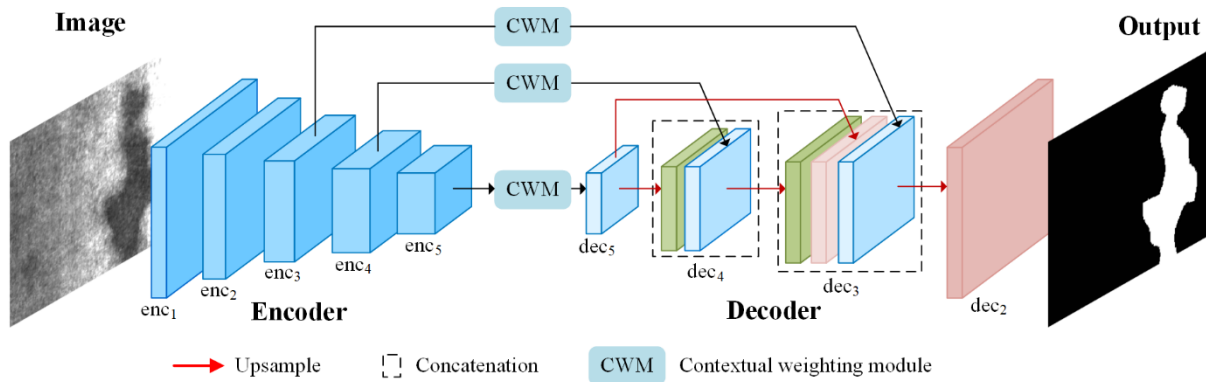 Image
CWM
Output
CWM
CWM
enc₁
enc₂
enc₃
enc₄
enc₅
dec₅
dec₄
dec₃
dec₂
Encoder
Decoder
Upsample
Concatenation
CWM
Contextual weighting module